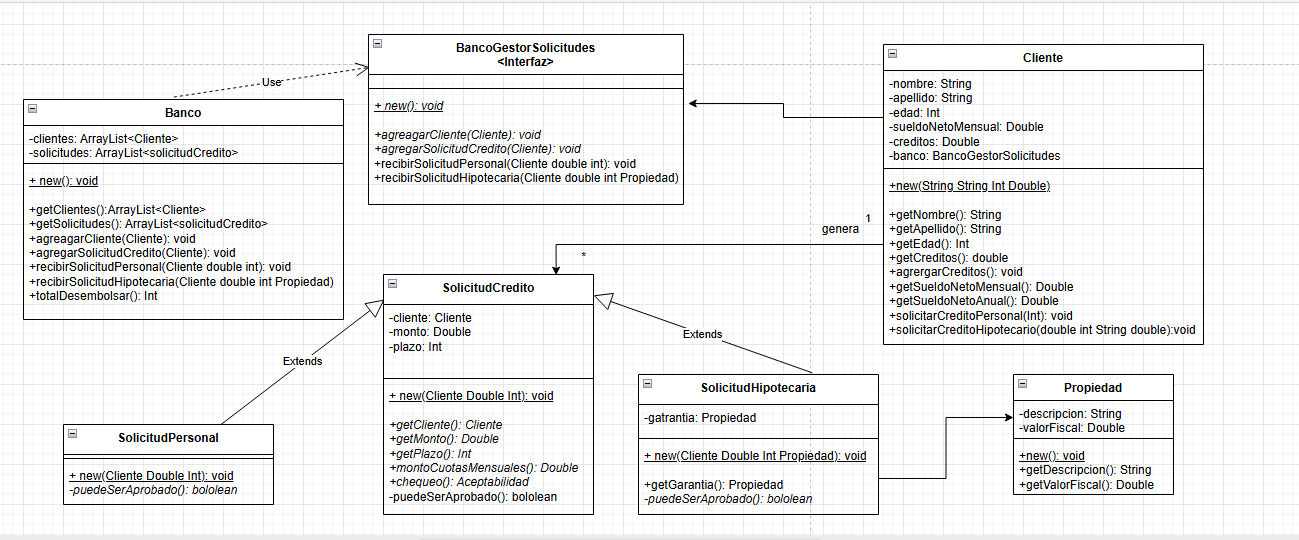 BancoGestorSolicitudes
<Interfaz>
+ new(): void
+agreagarCliente(Cliente): void
+agregarSolicitudCredito(Cliente): void
+recibirSolicitudPersonal(Cliente double int): void
+recibirSolicitudHipotecaria(Cliente double int Propiedad)
Use
Banco
-clientes: ArrayList<Cliente>
-solicitudes: ArrayList<solicitudCredito>
+ new(): void
+getClientes():ArrayList<Cliente>
+getSolicitudes(): ArrayList<solicitudCredito>
+agreagarCliente(Cliente): void
+agregarSolicitudCredito(Cliente): void
+recibirSolicitudPersonal(Cliente double int): void
+recibirSolicitudHipotecaria(Cliente double int Propiedad)
+totalDesembolsar(): Int
Cliente
-nombre: String
-apellido: String
-edad: Int
-sueldoNetoMensual: Double
-creditos: Double
-banco: BancoGestorSolicitudes
+new(String String Int Double)
+getNombre(): String
+getApellido(): String
+getEdad(): Int
+getCreditos(): double
+agrergarCreditos(): void
+getSueldoNetoMensual(): Double
+getSueldoNetoAnual(): Double
+solicitarCreditoPersonal(Int): void
+solicitarCreditoHipotecario(double int String double):void
1
genera
*
SolicitudCredito
-cliente: Cliente
-monto: Double
-plazo: Int
+ new(Cliente Double Int): void
+getCliente(): Cliente
+getMonto(): Double
+getPlazo(): Int
+montoCuotasMensuales(): Double
+chequeo(): Aceptabilidad
-puedeSerAprobado(): bololean
Extends
Extends
SolicitudPersonal
+ new(Cliente Double Int): void
-puedeSerAprobado(): bololean
SolicitudHipotecaria
-gatrantia: Propiedad
+ new(Cliente Double Int Propiedad): void
+getGarantia(): Propiedad
-puedeSerAprobado(): bololean
Propiedad
-descripcion: String
-valorFiscal: Double
+new(): void
+getDescripcion(): String
+getValorFiscal(): Double